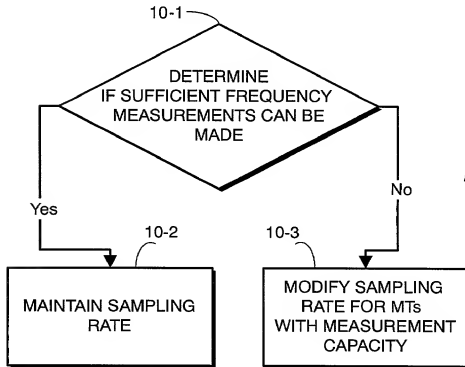 10-1
DETERMINE
IF SUFFICIENT FREQUENCY
MEASUREMENTS CAN BE
MADE
Yes
No
10-2
10-3
MAINTAIN SAMPLING
RATE
MODIFY SAMPLING
RATE FOR MTs
WITH MEASUREMENT
CAPACITY